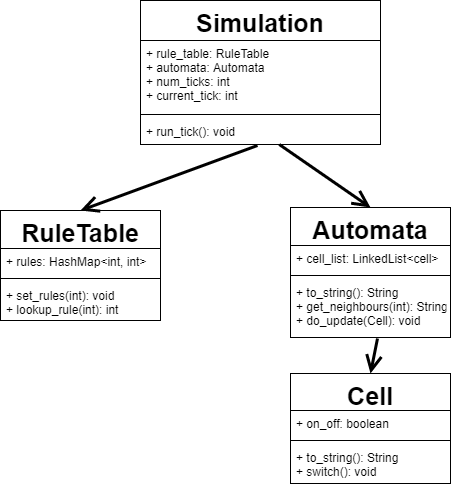 Simulation
+ rule_table: RuleTable
+ automata: Automata
+ num_ticks: int
+ current_tick: int
+ run_tick(): void
RuleTable
+ rules: HashMap<int, int>
+ set_rules(int): void
+ lookup_rule(int): int
Automata
+ cell_list: LinkedList<cell>
+ to_string(): String
+ get_neighbours(int): String
+ do_update(Cell): void
Cell
+ on_off: boolean
+ to_string(): String
+ switch(): void